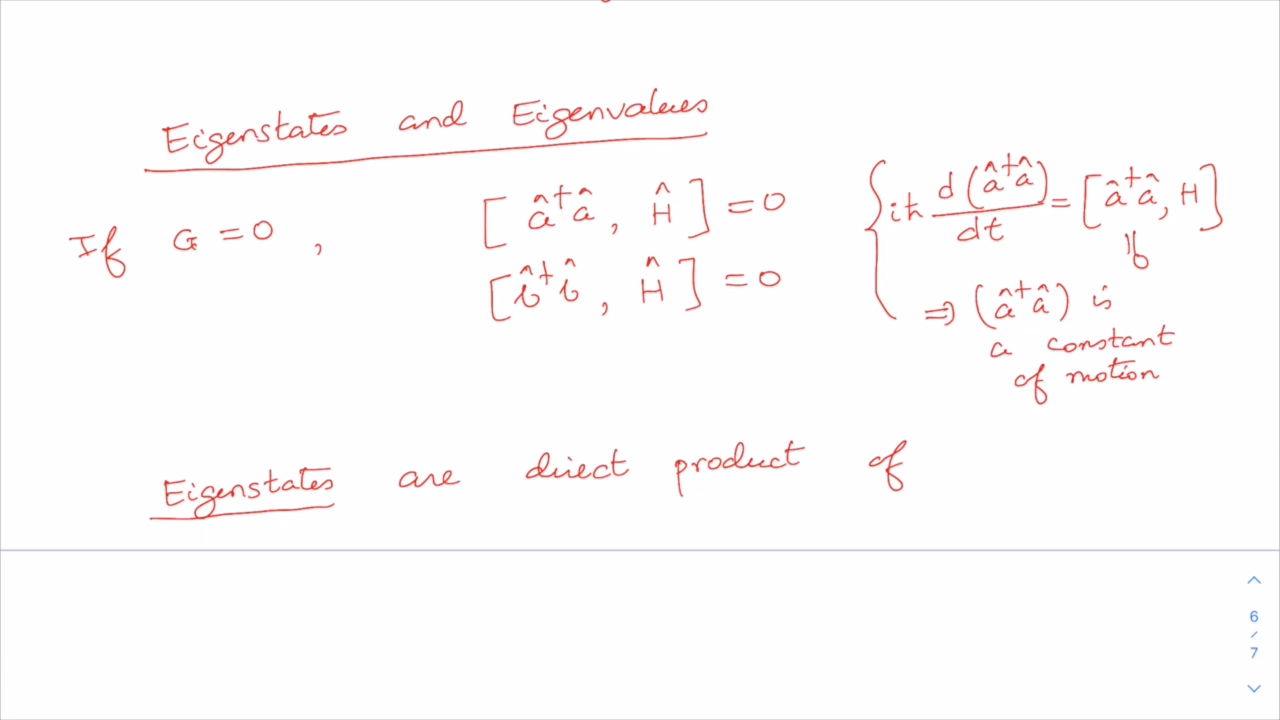 Eigenstates and Eigenvalues
If G = 0 , [ â†â , Ĥ ] = 0
[ b̂†b̂ , Ĥ ] = 0
{ iħ d(â†â)/dt = [ â†â, H ]
⇒ (â†â) is
a constant
of motion
Eigenstates are direct product of
6
/
7